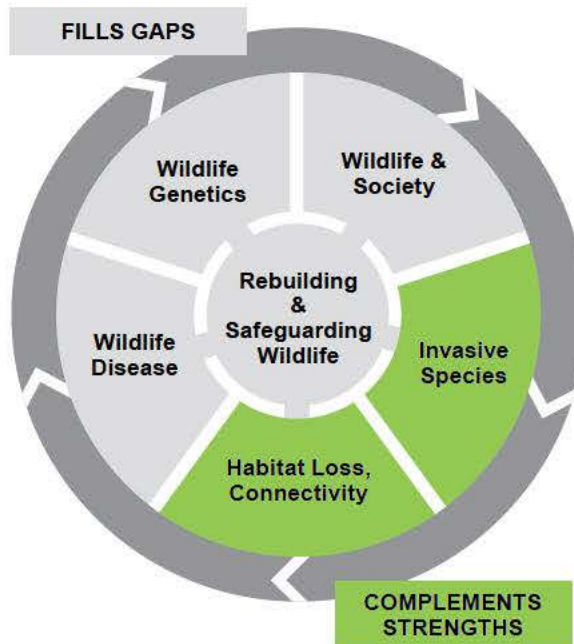 FILLS GAPS
Wildlife
Genetics
Wildlife &
Society
Rebuilding
&
Safeguarding
Wildlife
Wildlife
Disease
Invasive
Species
Habitat Loss,
Connectivity
COMPLEMENTS
STRENGTHS